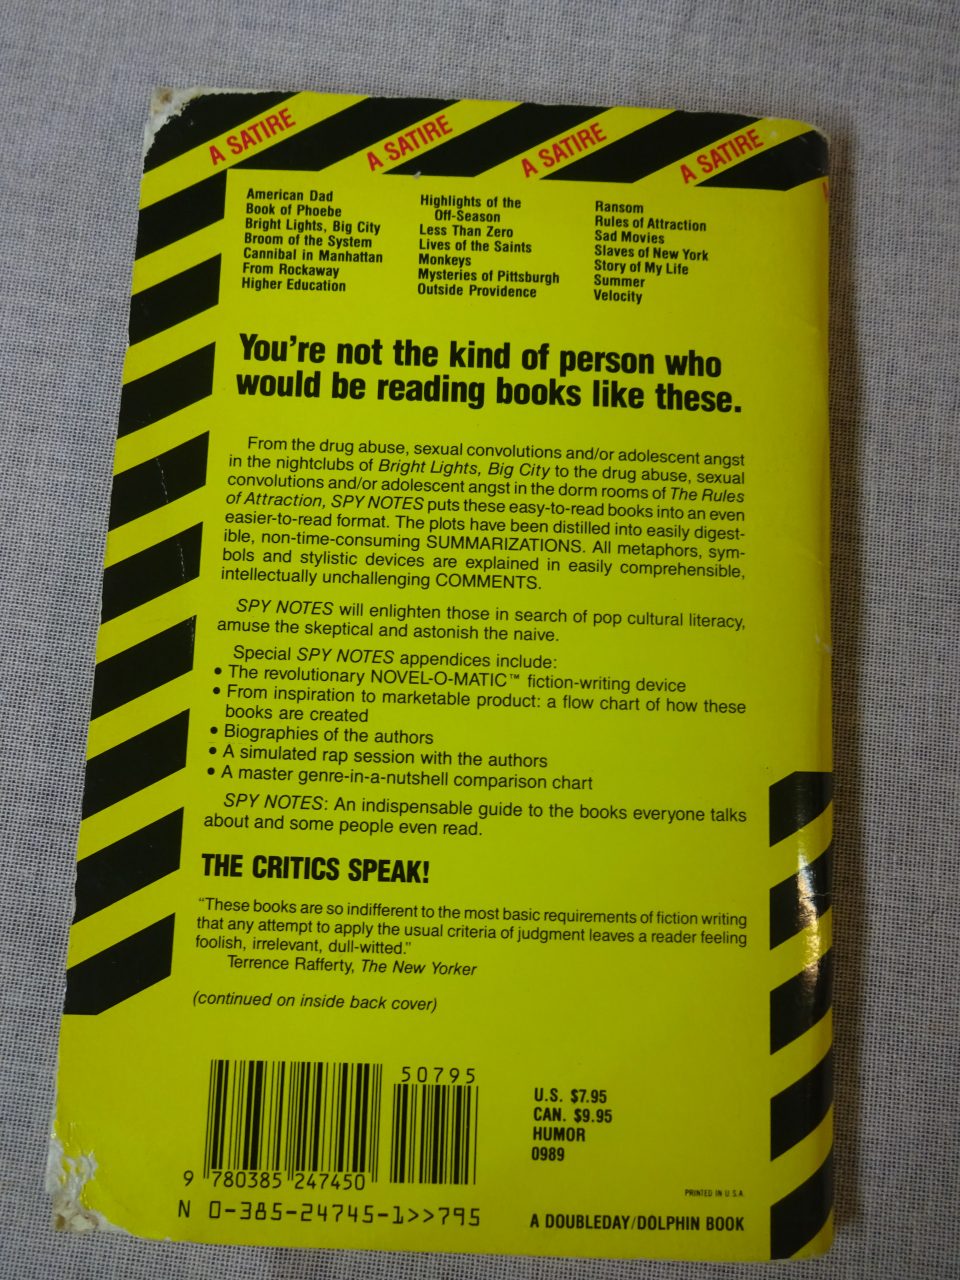 A SATIRE
A SATIRE
A SATIRE
A SATIRE
American Dad
Book of Phoebe
Bright Lights, Big City
Broom of the System
Cannibal in Manhattan
From Rockaway
Higher Education
Highlights of the
Off-Season
Less Than Zero
Lives of the Saints
Monkeys
Mysteries of Pittsburgh
Outside Providence
Ransom
Rules of Attraction
Sad Movies
Slaves of New York
Story of My Life
Summer
Velocity
You're not the kind of person who
would be reading books like these.
From the drug abuse, sexual convolutions and/or adolescent angst
in the nightclubs of Bright Lights, Big City to the drug abuse, sexual
convolutions and/or adolescent angst in the dorm rooms of The Rules
of Attraction, SPY NOTES puts these easy-to-read books into an even
easier-to-read format. The plots have been distilled into easily digest-
ible, non-time-consuming SUMMARIZATIONS. All metaphors, sym-
bols and stylistic devices are explained in easily comprehensible,
intellectually unchallenging COMMENTS.
SPY NOTES will enlighten those in search of pop cultural literacy,
amuse the skeptical and astonish the naive.
Special SPY NOTES appendices include:
• The revolutionary NOVEL-O-MATIC™ fiction-writing device
• From inspiration to marketable product: a flow chart of how these
books are created
• Biographies of the authors
• A simulated rap session with the authors
• A master genre-in-a-nutshell comparison chart
SPY NOTES: An indispensable guide to the books everyone talks
about and some people even read.
THE CRITICS SPEAK!
“These books are so indifferent to the most basic requirements of fiction writing
that any attempt to apply the usual criteria of judgment leaves a reader feeling
foolish, irrelevant, dull-witted.”
Terrence Rafferty, The New Yorker
(continued on inside back cover)
50795
9 780385 247450
N 0-385-24745-1>>795
U.S. $7.95
CAN. $9.95
HUMOR
0989
PRINTED IN U.S.A.
A DOUBLEDAY/DOLPHIN BOOK